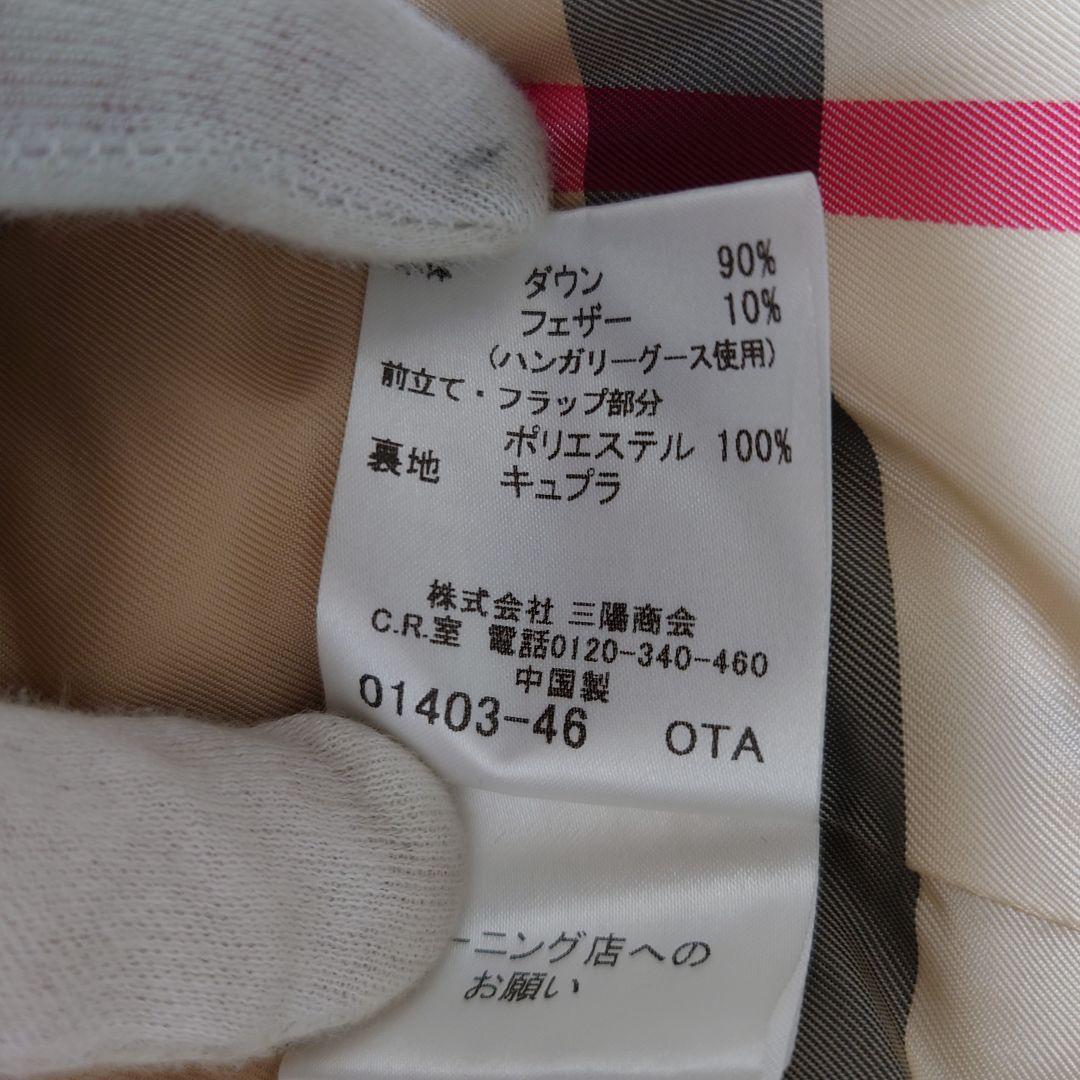 体 ダウン 90%
フェザー 10%
(ハンガリーグース使用)
前立て・フラップ部分
ポリエステル 100%
裏地 キュプラ
株式会社 三陽商会
C.R.室 電話0120-340-460
中国製
01403-46 OTA
ーニング店への
お願い